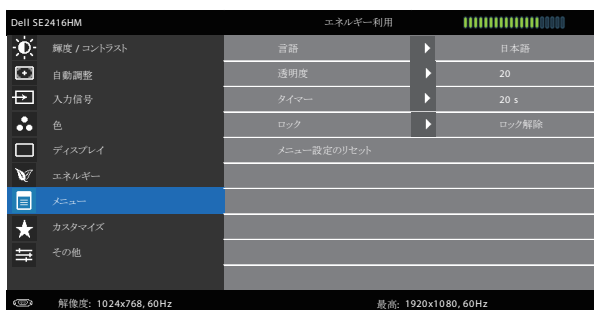 Dell SE2416HM エネルギー利用
輝度 / コントラスト 言語 日本語
自動調整 透明度 20
入力信号 タイマー 20 s
色 ロック ロック解除
ディスプレイ メニュー設定のリセット
エネルギー
メニュー
カスタマイズ
その他
解像度: 1024x768, 60Hz 最高: 1920x1080, 60Hz